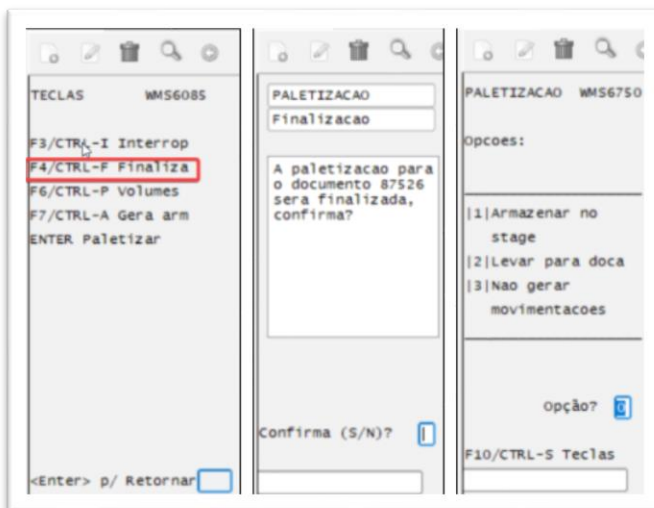 TECLAS WMS6085
F3/CTRL-I Interrop
F4/CTRL-F Finaliza
F6/CTRL-P Volumes
F7/CTRL-A Gera arm
ENTER Paletizar
<Enter> p/ Retornar
PALETIZACAO
Finalizacao
A paletizacao para
o documento 87526
sera finalizada,
confirma?
Confirma (S/N)?
PALETIZACAO WMS6750
Opcoes:
|1|Armazenar no
stage
|2|Levar para doca
|3|Nao gerar
movimentacoes
Opção? 0
F10/CTRL-S Teclas